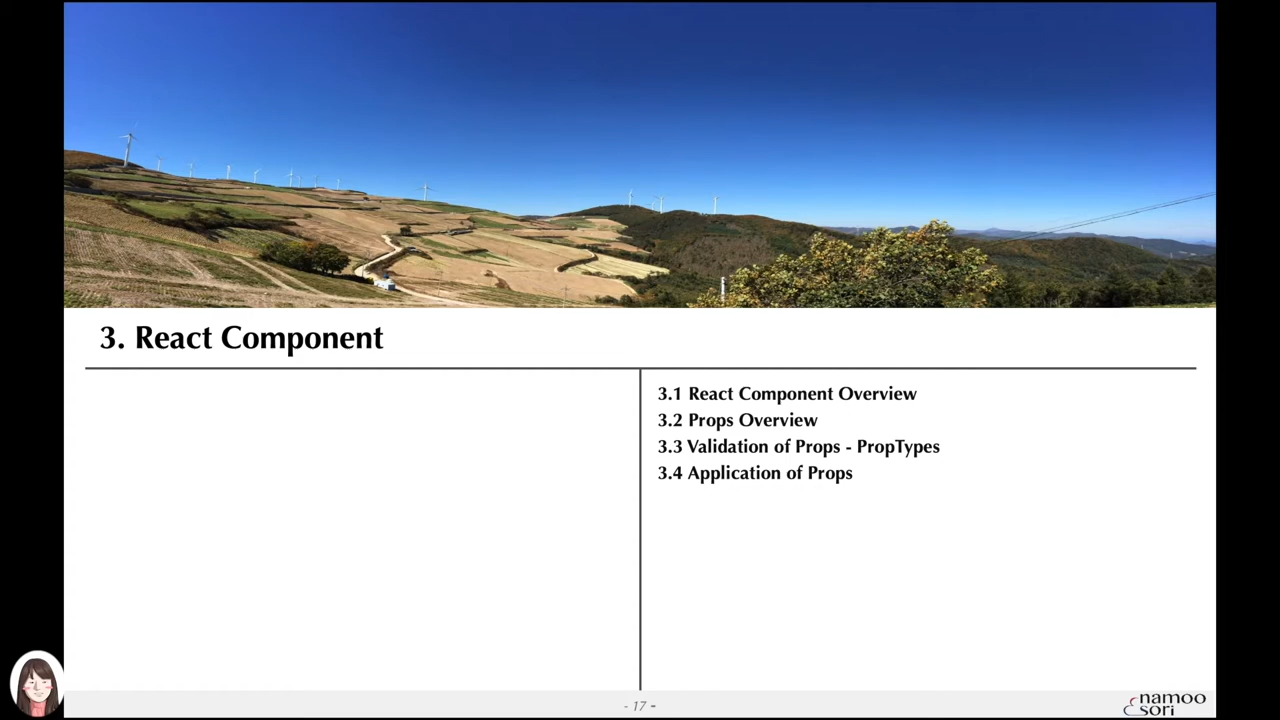 3. React Component
3.1 React Component Overview
3.2 Props Overview
3.3 Validation of Props - PropTypes
3.4 Application of Props
- 17 -
namoo
sori